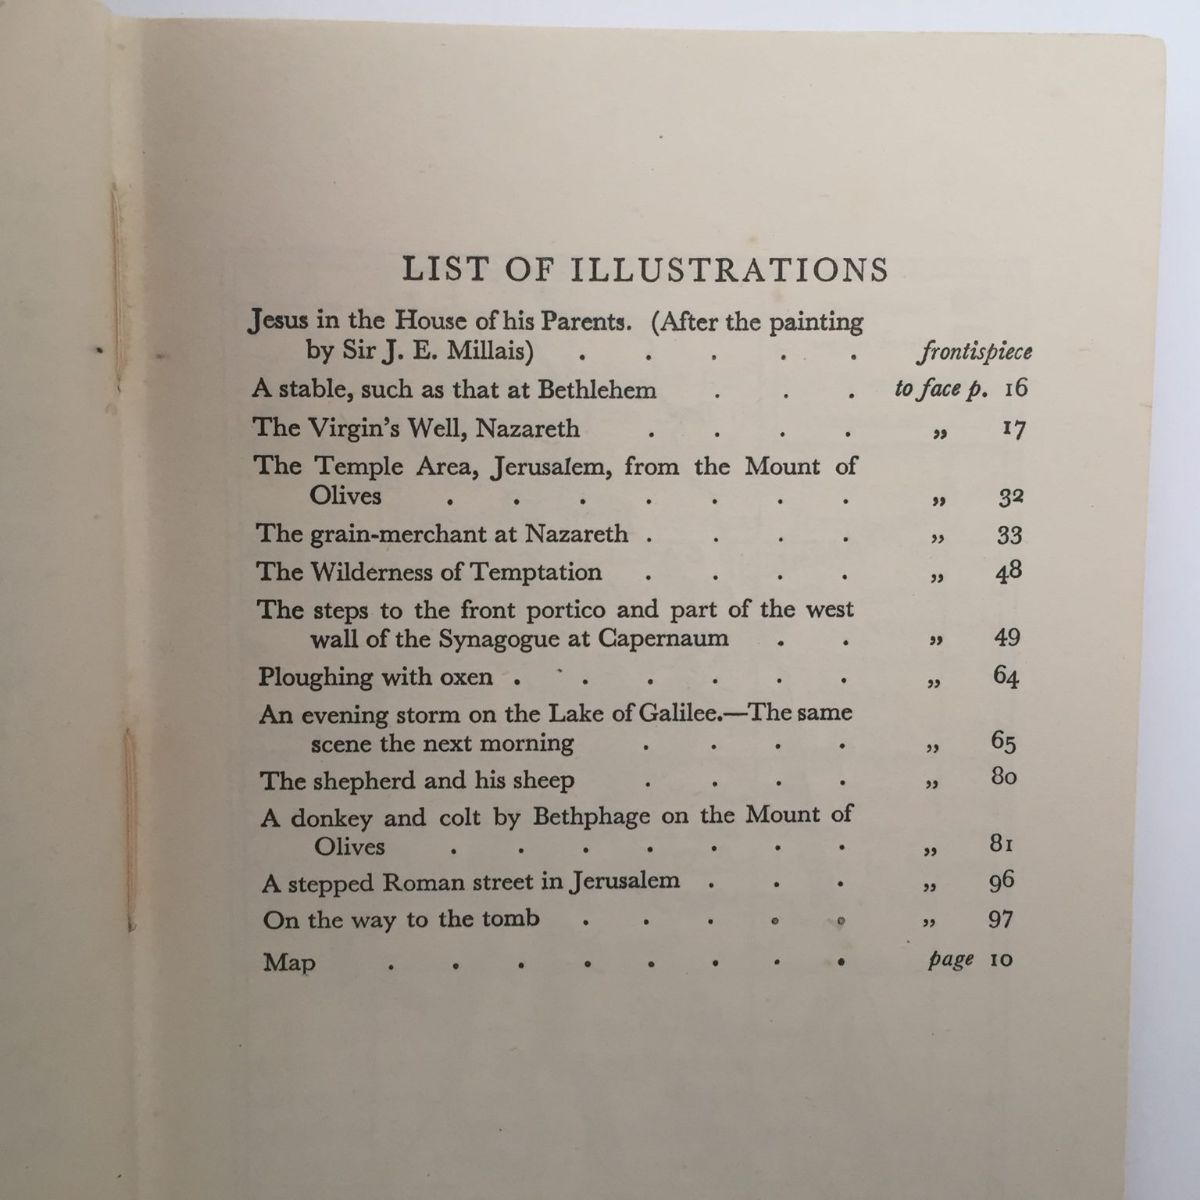 LIST OF ILLUSTRATIONS
Jesus in the House of his Parents. (After the painting
by Sir J. E. Millais) . . . . . frontispiece
A stable, such as that at Bethlehem . . . to face p. 16
The Virgin's Well, Nazareth . . . . ,, 17
The Temple Area, Jerusalem, from the Mount of
Olives . . . . . . . ,, 32
The grain-merchant at Nazareth . . . . ,, 33
The Wilderness of Temptation . . . . ,, 48
The steps to the front portico and part of the west
wall of the Synagogue at Capernaum . . ,, 49
Ploughing with oxen . . . . . . ,, 64
An evening storm on the Lake of Galilee.—The same
scene the next morning . . . . ,, 65
The shepherd and his sheep . . . . ,, 80
A donkey and colt by Bethphage on the Mount of
Olives . . . . . . . ,, 81
A stepped Roman street in Jerusalem . . . ,, 96
On the way to the tomb . . . . . ,, 97
Map . . . . . . . . page 10